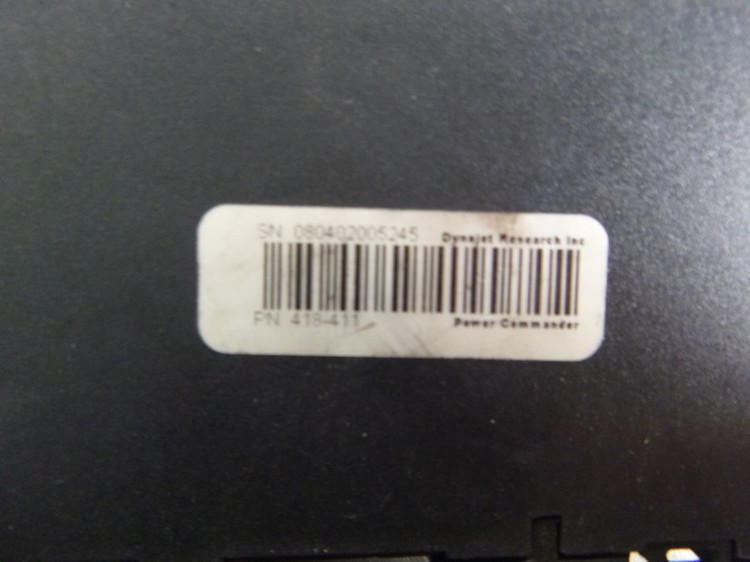 SN 080402005245 Dynojet Research Inc
PN 418-411 Power Commander